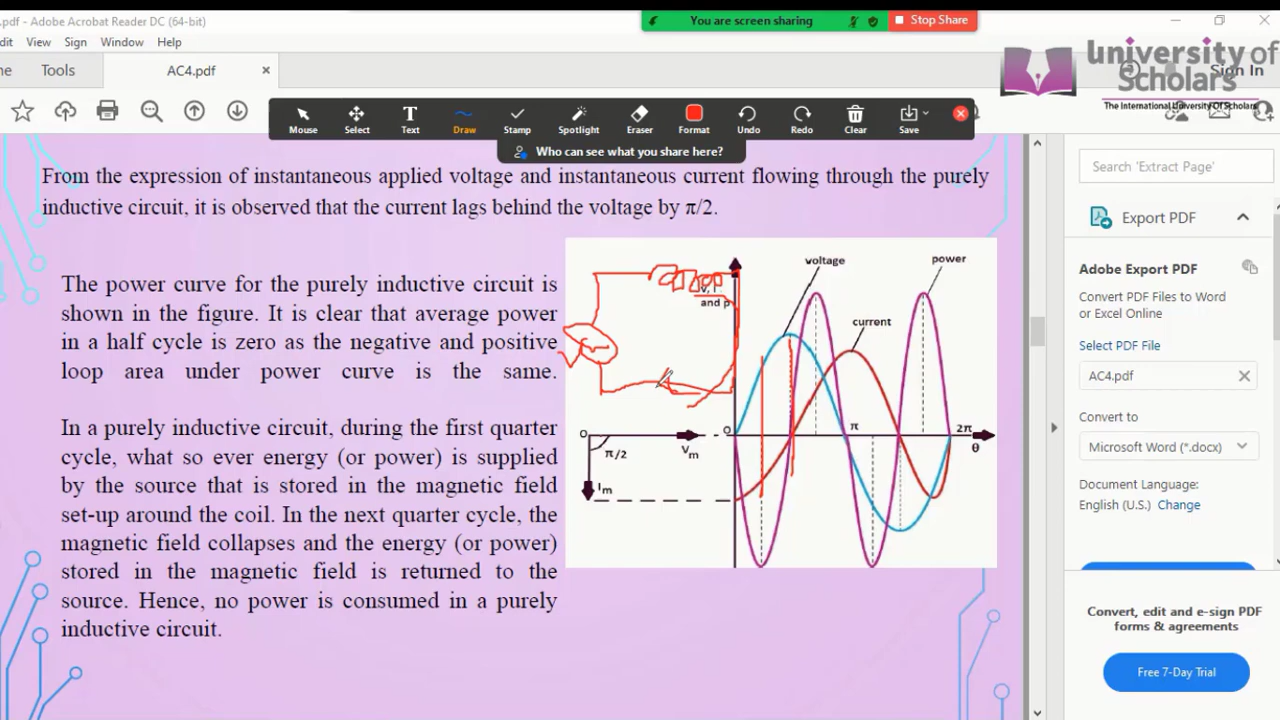 .pdf - Adobe Acrobat Reader DC (64-bit)
You are screen sharing
Stop Share
View Sign Window Help
university of
Scholars
The International University Of Scholars
Tools
AC4.pdf
Sign In
Mouse Select Text Draw Stamp Spotlight Eraser Format Undo Redo Clear Save
Who can see what you share here?
From the expression of instantaneous applied voltage and instantaneous current flowing through the purely
inductive circuit, it is observed that the current lags behind the voltage by π/2.
The power curve for the purely inductive circuit is
shown in the figure. It is clear that average power
in a half cycle is zero as the negative and positive
loop area under power curve is the same.
In a purely inductive circuit, during the first quarter
cycle, what so ever energy (or power) is supplied
by the source that is stored in the magnetic field
set-up around the coil. In the next quarter cycle, the
magnetic field collapses and the energy (or power)
stored in the magnetic field is returned to the
source. Hence, no power is consumed in a purely
inductive circuit.
voltage
power
current
and p
O
π
2π
θ
O
π/2
Vm
Im
Search 'Extract Page'
Export PDF
Adobe Export PDF
Convert PDF Files to Word
or Excel Online
Select PDF File
AC4.pdf
Convert to
Microsoft Word (*.docx)
Document Language:
English (U.S.) Change
Convert, edit and e-sign PDF
forms & agreements
Free 7-Day Trial